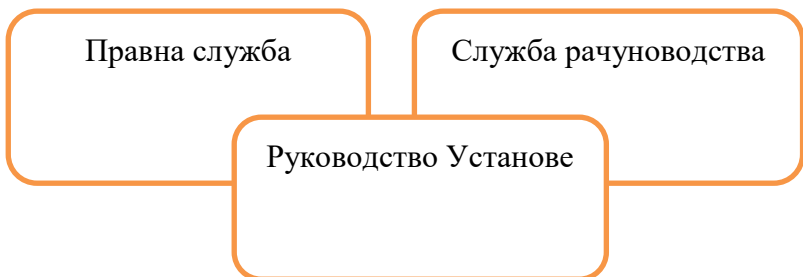 Правна служба
Служба рачуноводства
Руководство Установе